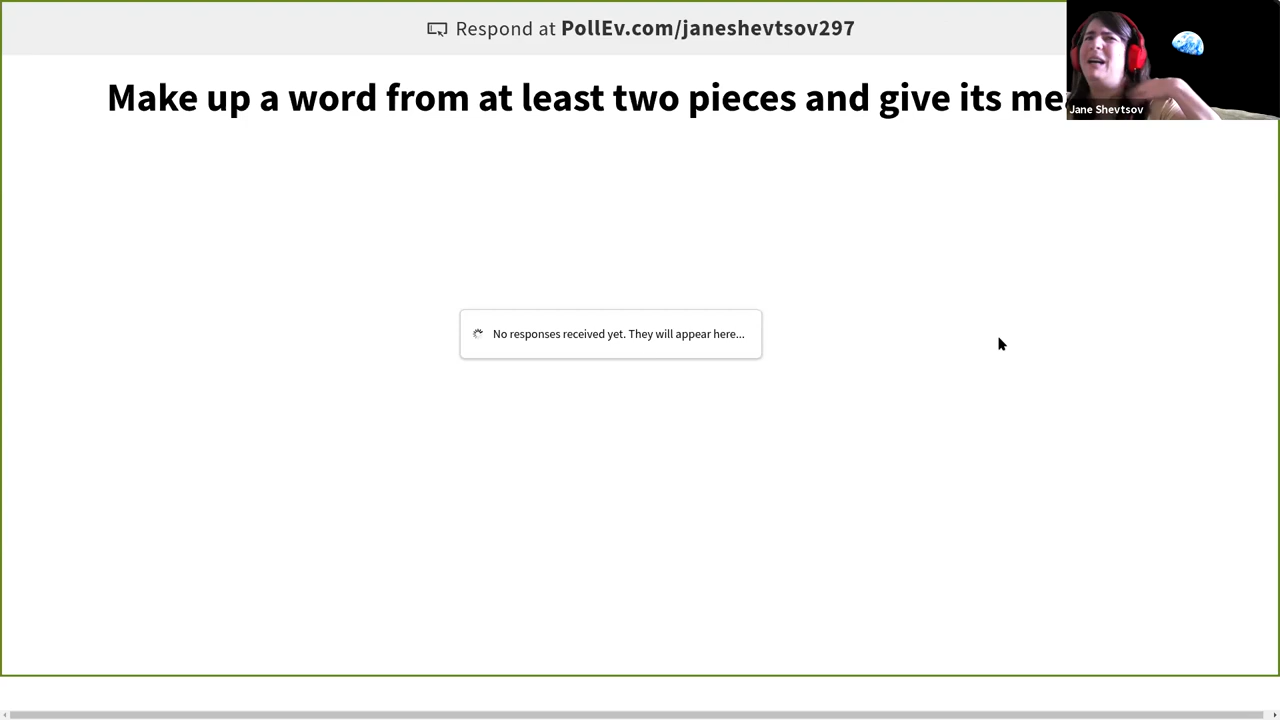 Respond at PollEv.com/janeshevtsov297
Make up a word from at least two pieces and give its
Jane Shevtsov
No responses received yet. They will appear here...